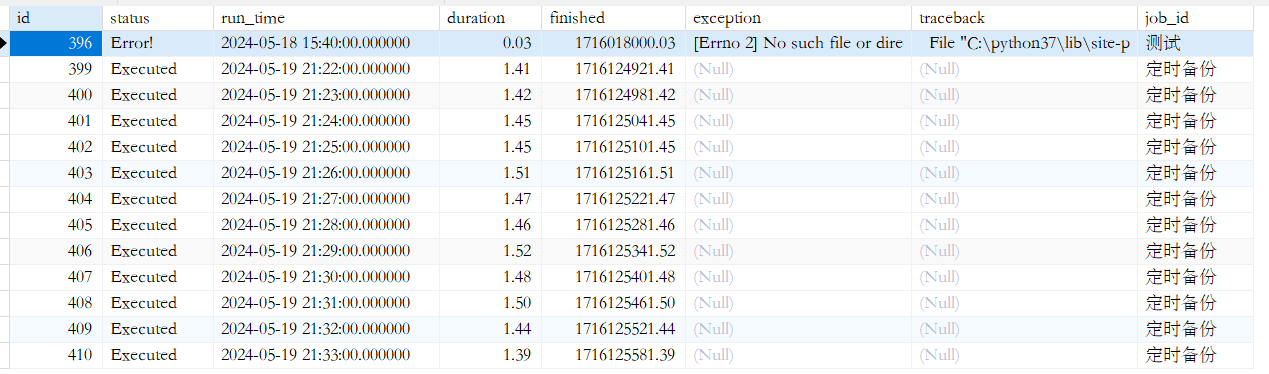 id status run_time duration finished exception traceback job_id
396 Error! 2024-05-18 15:40:00.000000 0.03 1716018000.03 [Errno 2] No such file or dire File "C:\python37\lib\site-p 测试
399 Executed 2024-05-19 21:22:00.000000 1.41 1716124921.41 (Null) (Null) 定时备份
400 Executed 2024-05-19 21:23:00.000000 1.42 1716124981.42 (Null) (Null) 定时备份
401 Executed 2024-05-19 21:24:00.000000 1.45 1716125041.45 (Null) (Null) 定时备份
402 Executed 2024-05-19 21:25:00.000000 1.45 1716125101.45 (Null) (Null) 定时备份
403 Executed 2024-05-19 21:26:00.000000 1.51 1716125161.51 (Null) (Null) 定时备份
404 Executed 2024-05-19 21:27:00.000000 1.47 1716125221.47 (Null) (Null) 定时备份
405 Executed 2024-05-19 21:28:00.000000 1.46 1716125281.46 (Null) (Null) 定时备份
406 Executed 2024-05-19 21:29:00.000000 1.52 1716125341.52 (Null) (Null) 定时备份
407 Executed 2024-05-19 21:30:00.000000 1.48 1716125401.48 (Null) (Null) 定时备份
408 Executed 2024-05-19 21:31:00.000000 1.50 1716125461.50 (Null) (Null) 定时备份
409 Executed 2024-05-19 21:32:00.000000 1.44 1716125521.44 (Null) (Null) 定时备份
410 Executed 2024-05-19 21:33:00.000000 1.39 1716125581.39 (Null) (Null) 定时备份